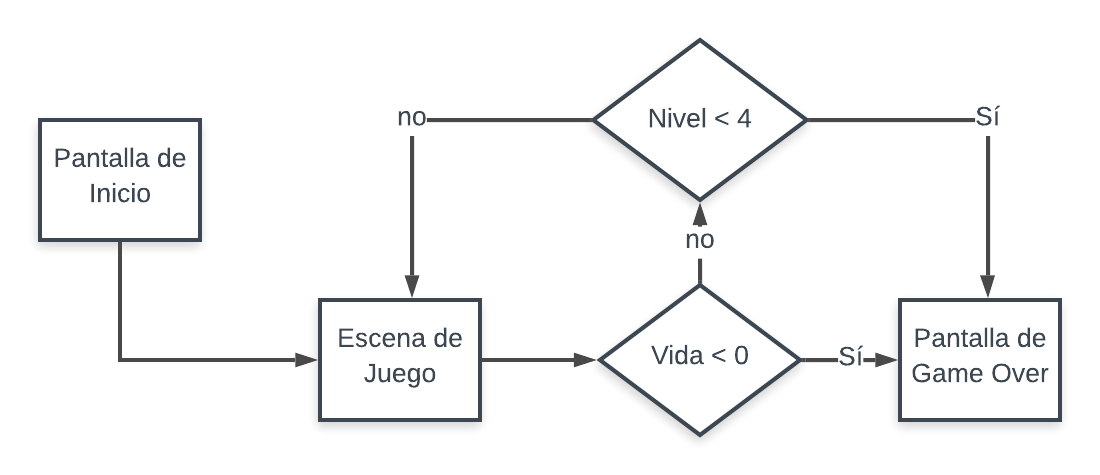 no
Nivel < 4
Sí
Pantalla de
Inicio
no
Escena de
Juego
Vida < 0
Sí
Pantalla de
Game Over